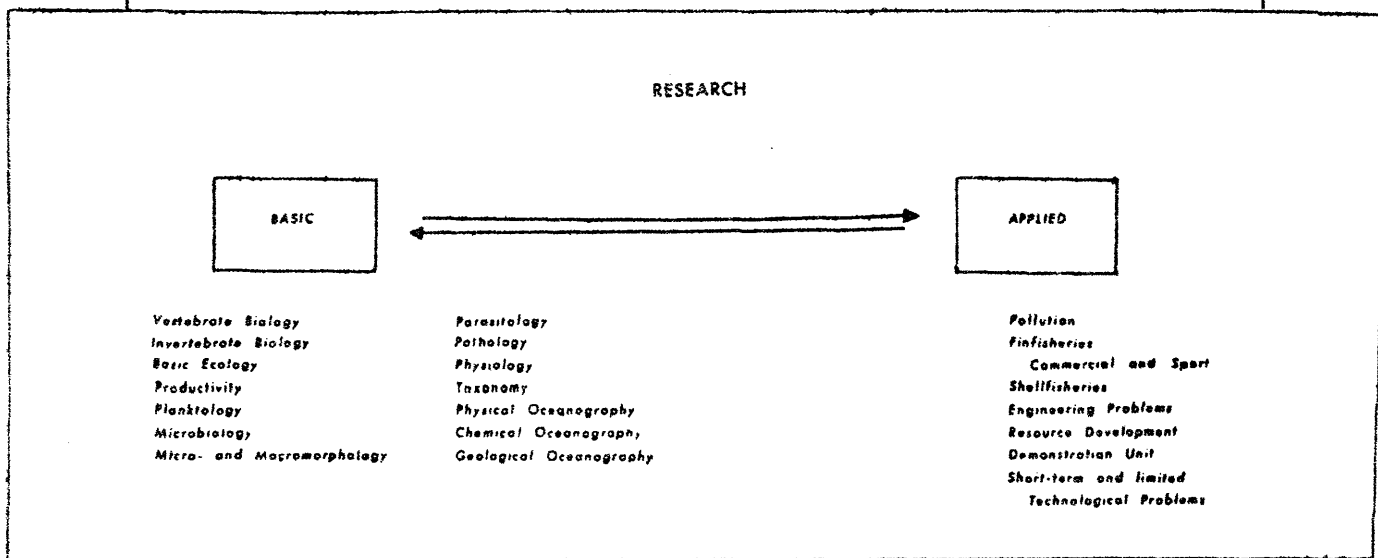 RESEARCH
BASIC
APPLIED
Vertebrate Biology
Invertebrate Biology
Basic Ecology
Productivity
Planktology
Microbiology
Micro- and Macromorphology
Parasitology
Pathology
Physiology
Taxonomy
Physical Oceanography
Chemical Oceanography
Geological Oceanography
Pollution
Finfisheries
Commercial and Sport
Shellfisheries
Engineering Problems
Resource Development
Demonstration Unit
Short-term and limited
Technological Problems